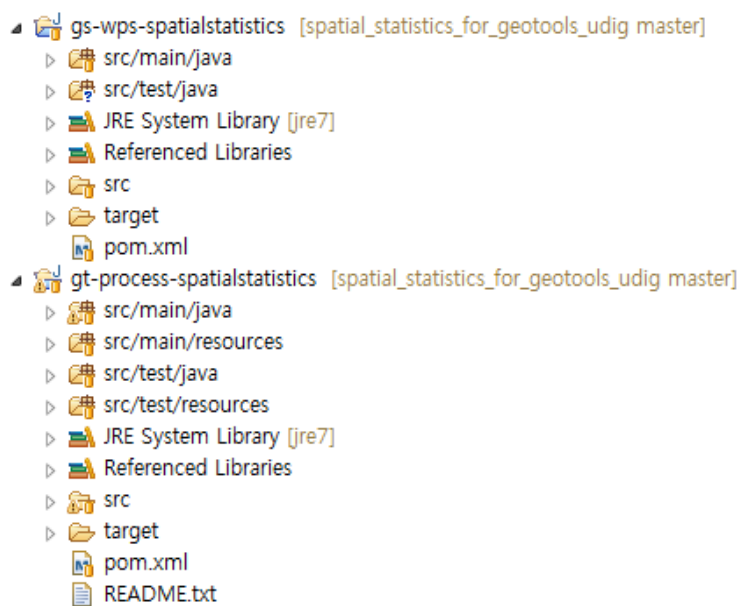 gs-wps-spatialstatistics [spatial_statistics_for_geotools_udig master]
src/main/java
src/test/java
JRE System Library [jre7]
Referenced Libraries
src
target
pom.xml
gt-process-spatialstatistics [spatial_statistics_for_geotools_udig master]
src/main/java
src/main/resources
src/test/java
src/test/resources
JRE System Library [jre7]
Referenced Libraries
src
target
pom.xml
README.txt